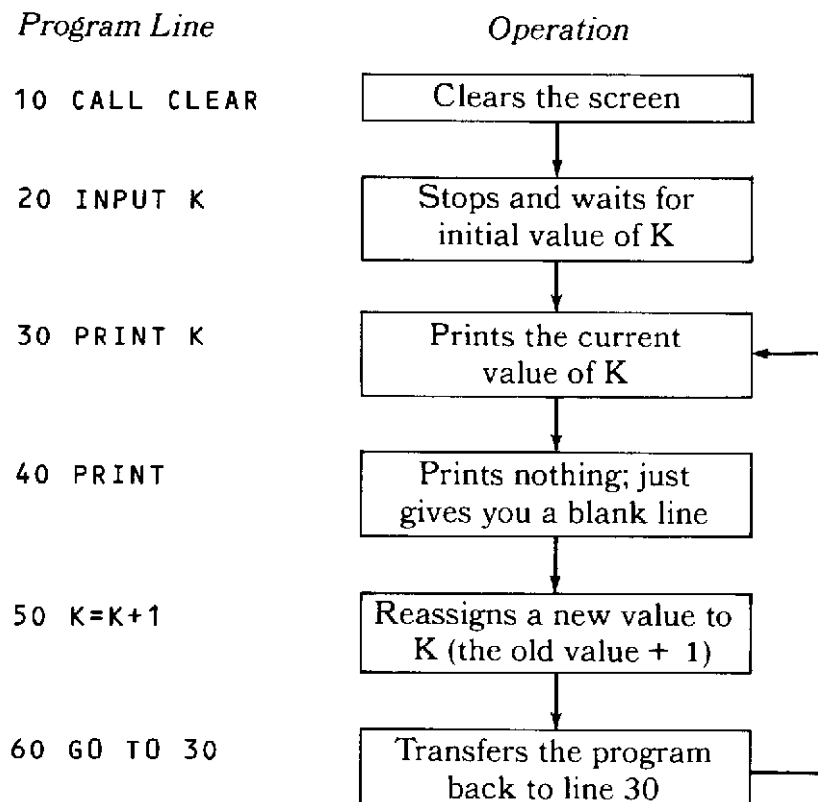 Program Line
Operation
10 CALL CLEAR
Clears the screen
20 INPUT K
Stops and waits for
initial value of K
30 PRINT K
Prints the current
value of K
40 PRINT
Prints nothing; just
gives you a blank line
50 K=K+1
Reassigns a new value to
K (the old value + 1)
60 GO TO 30
Transfers the program
back to line 30